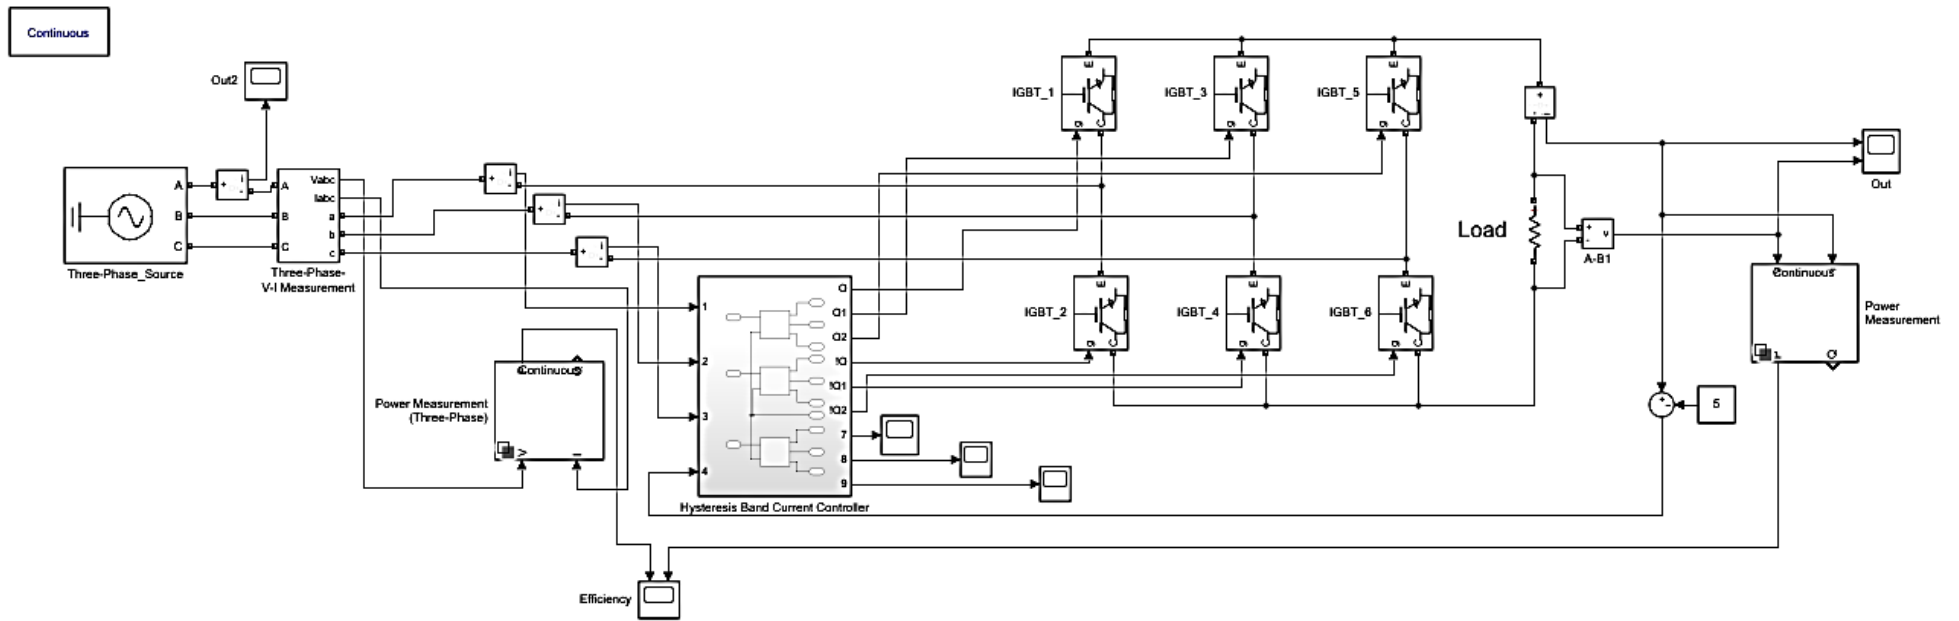 Continuous
Out2
A
B
C
Three-Phase_Source
A
B
C
Vabc
Iabc
a
b
c
Three-Phase-
V-I Measurement
i
+
-
i
+
-
i
+
-
i
+
-
IGBT_1
E
g
C
IGBT_3
E
g
C
IGBT_5
E
g
C
IGBT_2
E
g
C
IGBT_4
E
g
C
IGBT_6
E
g
C
Load
+
-
v
A-B1
Out
Continuous
Power
Measurement
Continuous
Power Measurement
(Three-Phase)
V
I
1
2
3
4
Q
Q1
Q2
!Q
!Q1
!Q2
7
8
9
Hysteresis Band Current Controller
+
-
5
Efficiency